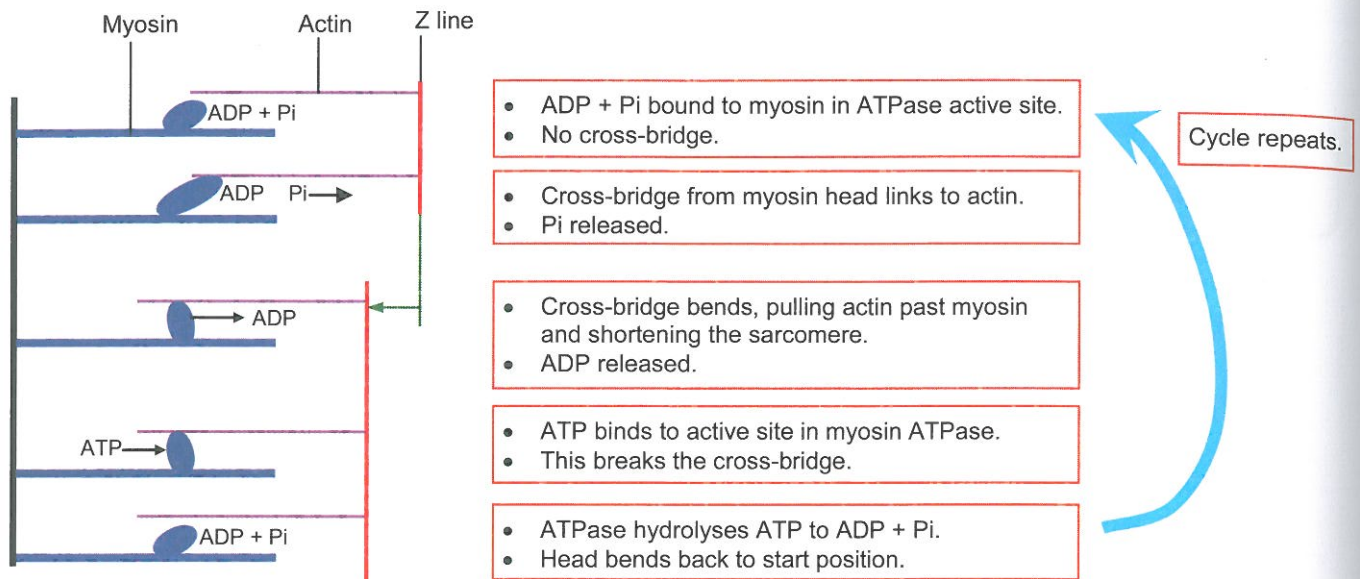 Myosin
Actin
Z line
ADP + Pi
• ADP + Pi bound to myosin in ATPase active site.
• No cross-bridge.
Cycle repeats.
ADP
Pi
• Cross-bridge from myosin head links to actin.
• Pi released.
ADP
• Cross-bridge bends, pulling actin past myosin
and shortening the sarcomere.
• ADP released.
ATP
• ATP binds to active site in myosin ATPase.
• This breaks the cross-bridge.
ADP + Pi
• ATPase hydrolyses ATP to ADP + Pi.
• Head bends back to start position.